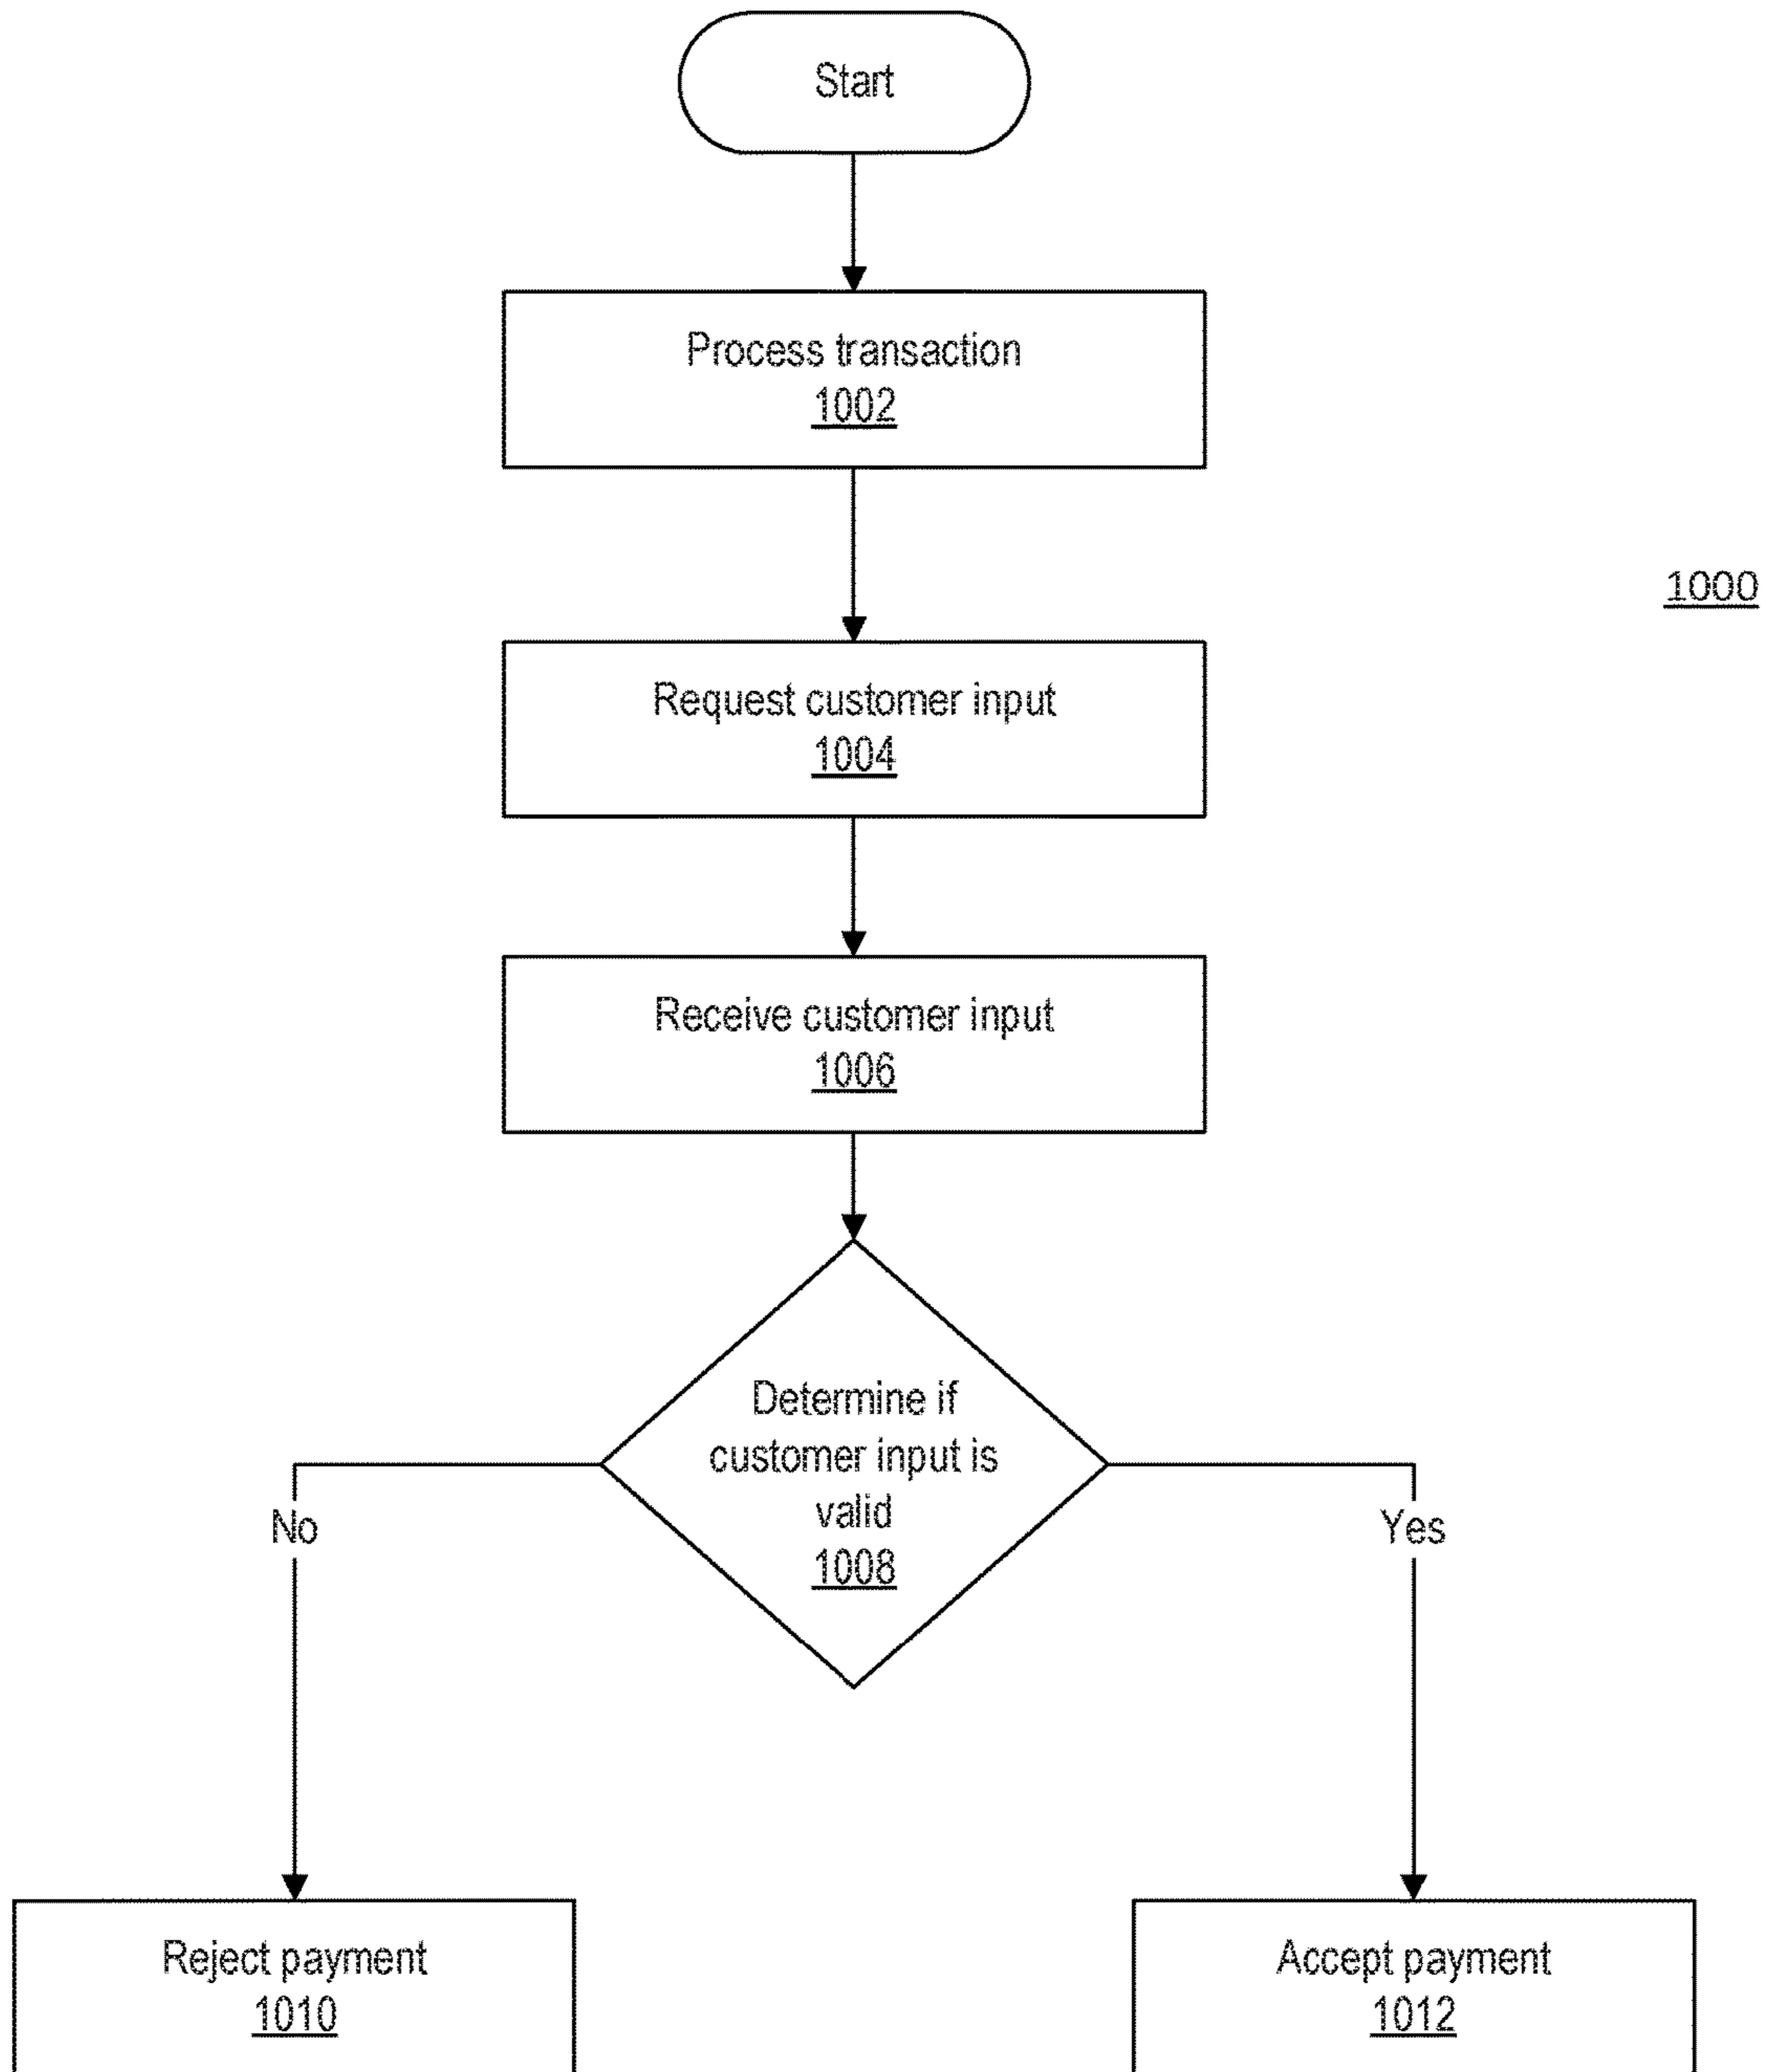 Start
Process transaction
1002
1000
Request customer input
1004
Receive customer input
1006
Determine if
customer input is
valid
1008
No
Yes
Reject payment
1010
Accept payment
1012